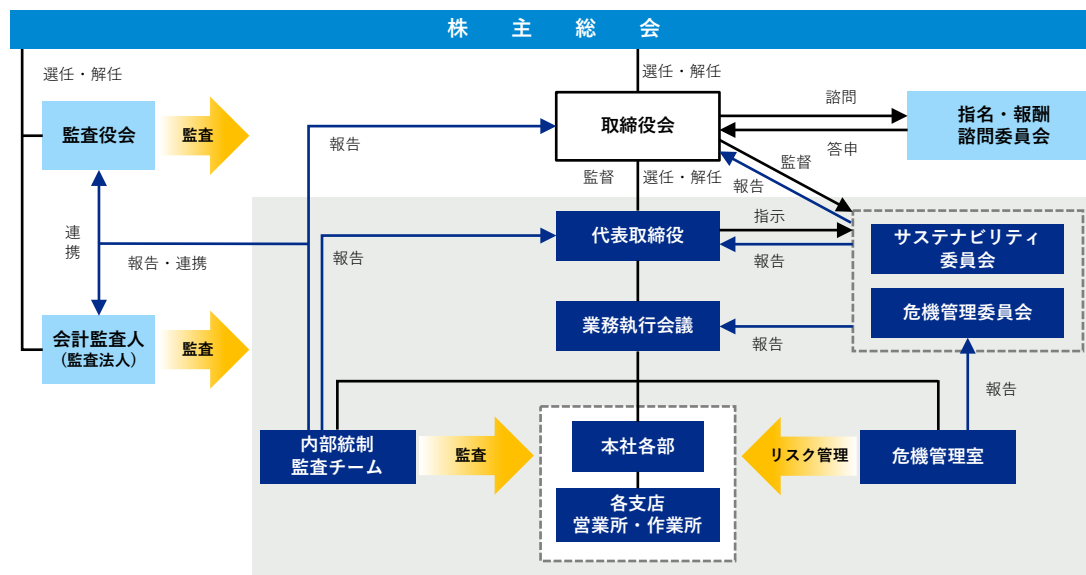 株主総会
選任・解任
選任・解任
監査役会
監査
報告
取締役会
諮問
答申
指名・報酬
諮問委員会
監督
報告
監督
選任・解任
連携
報告・連携
報告
代表取締役
指示
報告
サステナビリティ
委員会
危機管理委員会
会計監査人
(監査法人)
監査
業務執行会議
報告
報告
内部統制
監査チーム
監査
本社各部
リスク管理
危機管理室
各支店
営業所・作業所